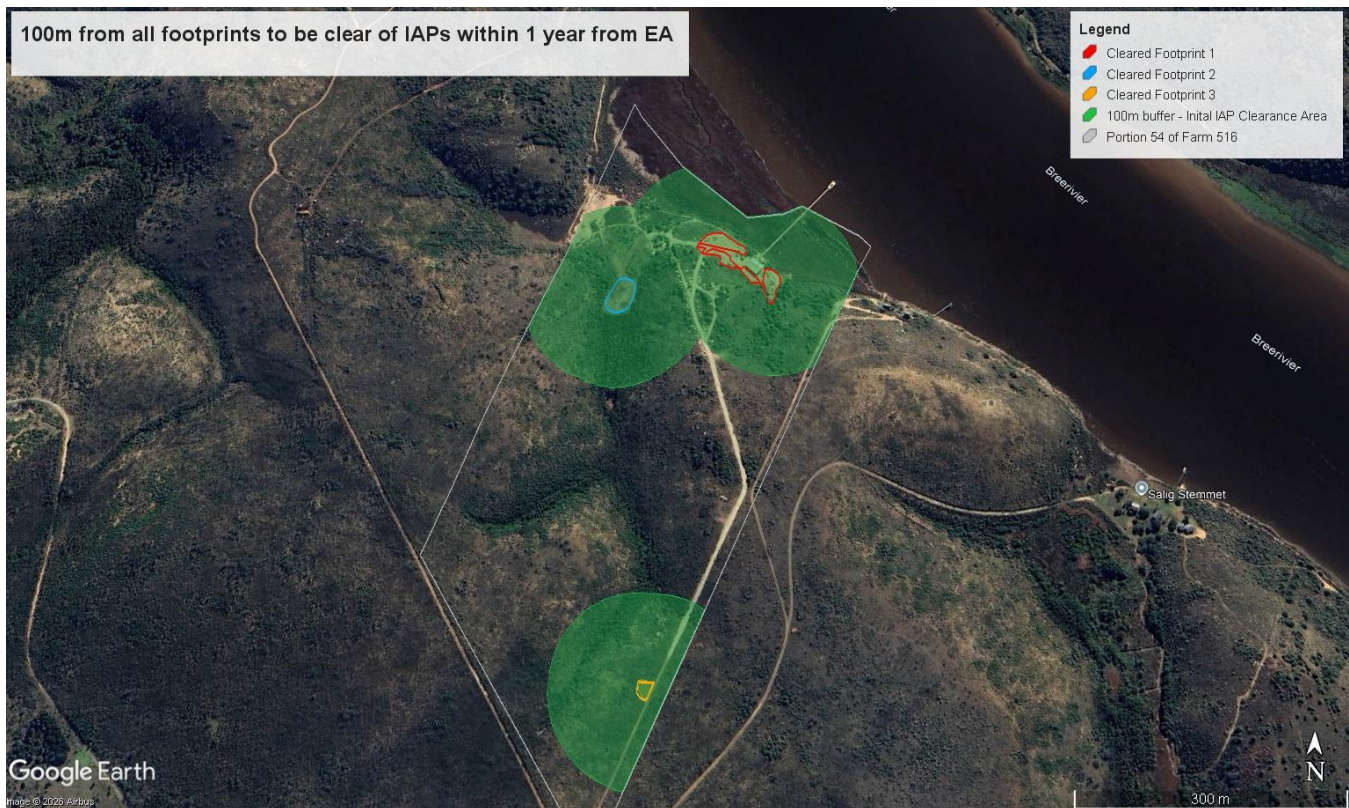 100m from all footprints to be clear of IAPs within 1 year from EA
Legend
Cleared Footprint 1
Cleared Footprint 2
Cleared Footprint 3
100m buffer - Inital IAP Clearance Area
Portion 54 of Farm 516
Breerivier
Breerivier
Salig Stemmet
Google Earth
Image © 2026 Airbus
N
300 m